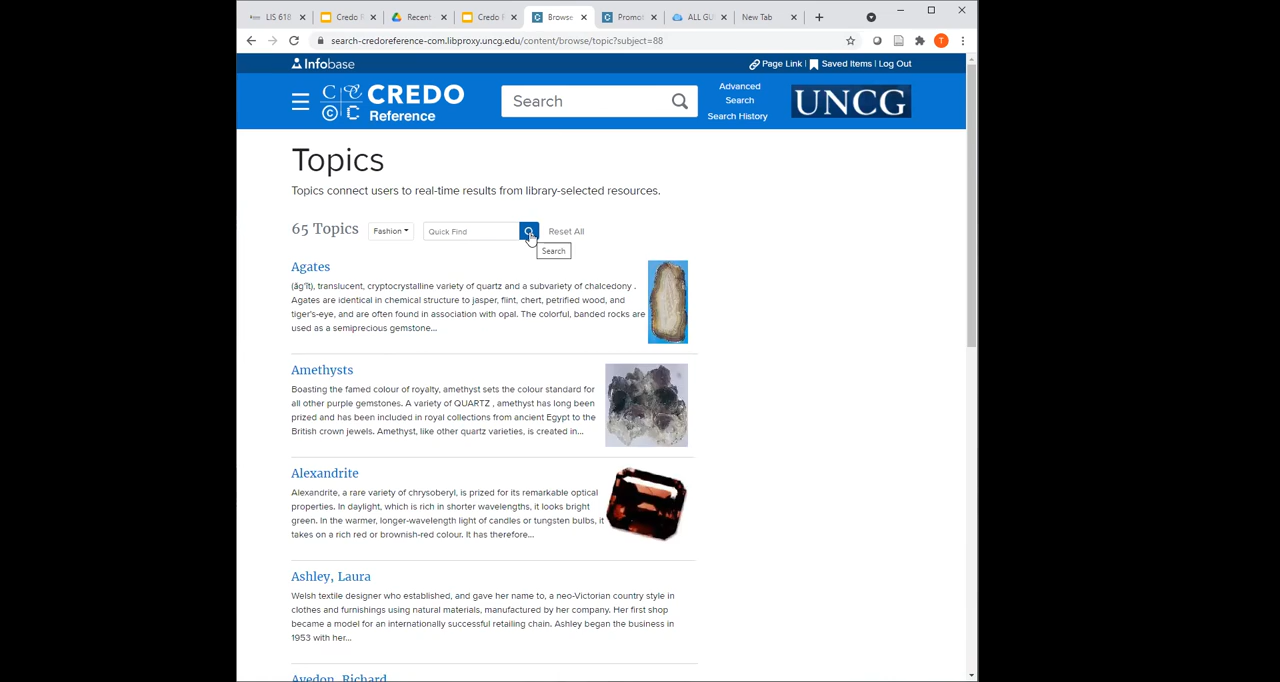 LIS 618
Credo R
Recent
Credo R
Browse
Promot
ALL GU
New Tab
search-credoreference-com.libproxy.uncg.edu/content/browse/topic?subject=88
T
Infobase
Page Link | Saved Items | Log Out
CREDO
Reference
Search
Advanced
Search
Search History
UNCG
Topics
Topics connect users to real-time results from library-selected resources.
65 Topics Fashion Quick Find Reset All
Search
Agates
(ăg'ĭt), translucent, cryptocrystalline variety of quartz and a subvariety of chalcedony .
Agates are identical in chemical structure to jasper, flint, chert, petrified wood, and
tiger's-eye, and are often found in association with opal. The colorful, banded rocks are
used as a semiprecious gemstone...
Amethysts
Boasting the famed colour of royalty, amethyst sets the colour standard for
all other purple gemstones. A variety of QUARTZ , amethyst has long been
prized and has been included in royal collections from ancient Egypt to the
British crown jewels. Amethyst, like other quartz varieties, is created in...
Alexandrite
Alexandrite, a rare variety of chrysoberyl, is prized for its remarkable optical
properties. In daylight, which is rich in shorter wavelengths, it looks bright
green. In the warmer, longer-wavelength light of candles or tungsten bulbs, it
takes on a rich red or brownish-red colour. It has therefore...
Ashley, Laura
Welsh textile designer who established, and gave her name to, a neo-Victorian country style in
clothes and furnishings using natural materials, manufactured by her company. Her first shop
became a model for an internationally successful retailing chain. Ashley began the business in
1953 with her...
Avedon, Richard